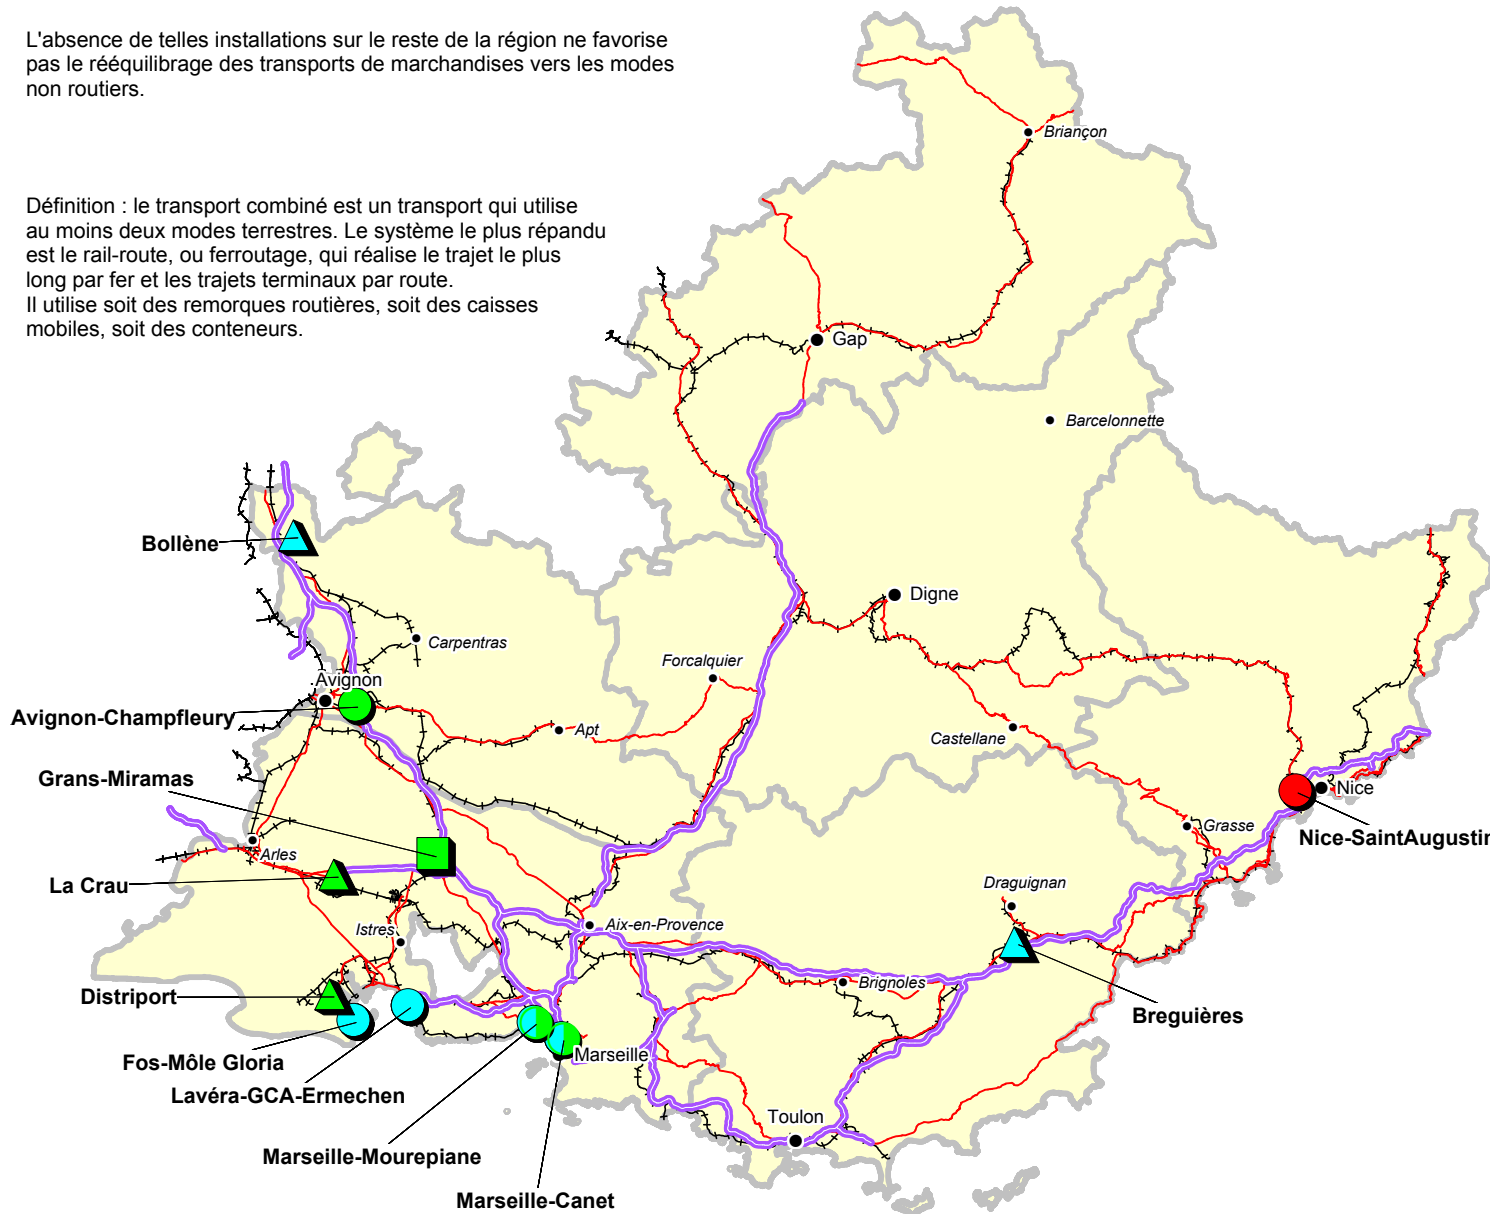 L'absence de telles installations sur le reste de la région ne favorise
pas le rééquilibrage des transports de marchandises vers les modes
non routiers.
Définition : le transport combiné est un transport qui utilise
au moins deux modes terrestres. Le système le plus répandu
est le rail-route, ou ferroutage, qui réalise le trajet le plus
long par fer et les trajets terminaux par route.
Il utilise soit des remorques routières, soit des caisses
mobiles, soit des conteneurs.
Briançon
Gap
Barcelonnette
Bollène
Digne
Carpentras
Forcalquier
Avignon
Avignon-Champfleury
Apt
Castellane
Grans-Miramas
Nice
Grasse
Nice-SaintAugustin
Arles
La Crau
Draguignan
Istres
Aix-en-Provence
Brignoles
Distriport
Breguières
Fos-Môle Gloria
Marseille
Lavéra-GCA-Ermechen
Toulon
Marseille-Mourepiane
Marseille-Canet